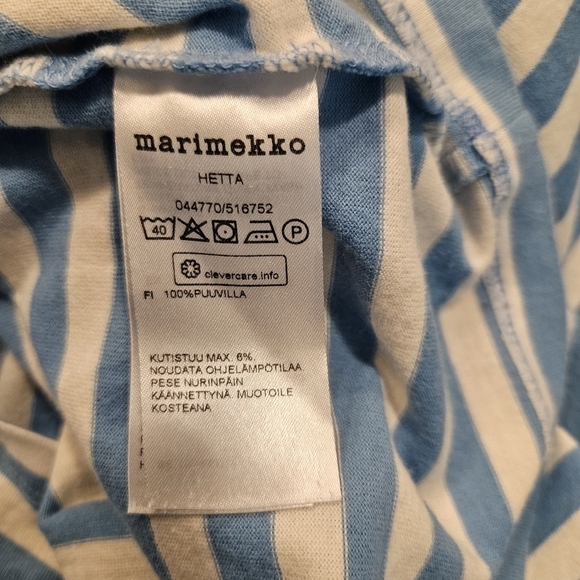 marimekko
HETTA
044770/516752
40 P
clevercare.info
FI 100%PUUVILLA
KUTISTUU MAX. 6%.
NOUDATA OHJELÄMPÖTILAA
PESE NURINPÄIN
KÄÄNNETTYNÄ. MUOTOILE
KOSTEANA